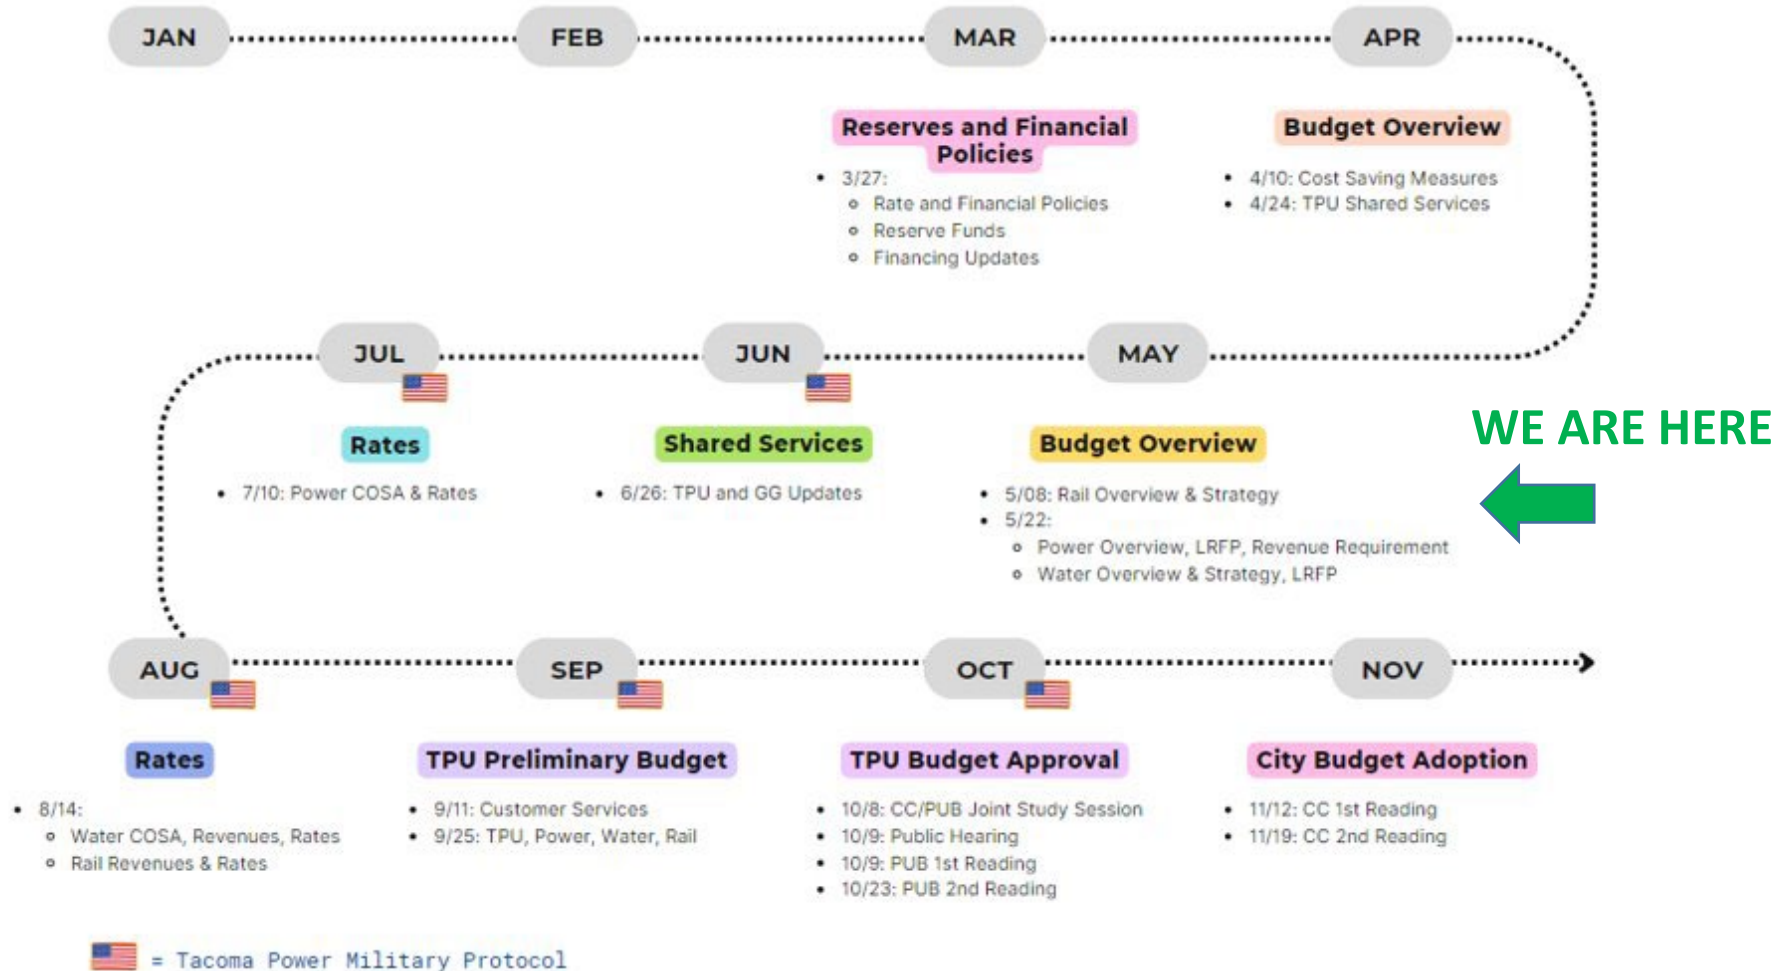 JAN
FEB
MAR
APR
Reserves and Financial
Policies
• 3/27:
o Rate and Financial Policies
o Reserve Funds
o Financing Updates
Budget Overview
• 4/10: Cost Saving Measures
• 4/24: TPU Shared Services
JUL
JUN
MAY
WE ARE HERE
Rates
• 7/10: Power COSA & Rates
Shared Services
• 6/26: TPU and GG Updates
Budget Overview
• 5/08: Rail Overview & Strategy
• 5/22:
o Power Overview, LRFP, Revenue Requirement
o Water Overview & Strategy, LRFP
AUG
SEP
OCT
NOV
Rates
• 8/14:
o Water COSA, Revenues, Rates
o Rail Revenues & Rates
TPU Preliminary Budget
• 9/11: Customer Services
• 9/25: TPU, Power, Water, Rail
TPU Budget Approval
• 10/8: CC/PUB Joint Study Session
• 10/9: Public Hearing
• 10/9: PUB 1st Reading
• 10/23: PUB 2nd Reading
City Budget Adoption
• 11/12: CC 1st Reading
• 11/19: CC 2nd Reading
= Tacoma Power Military Protocol